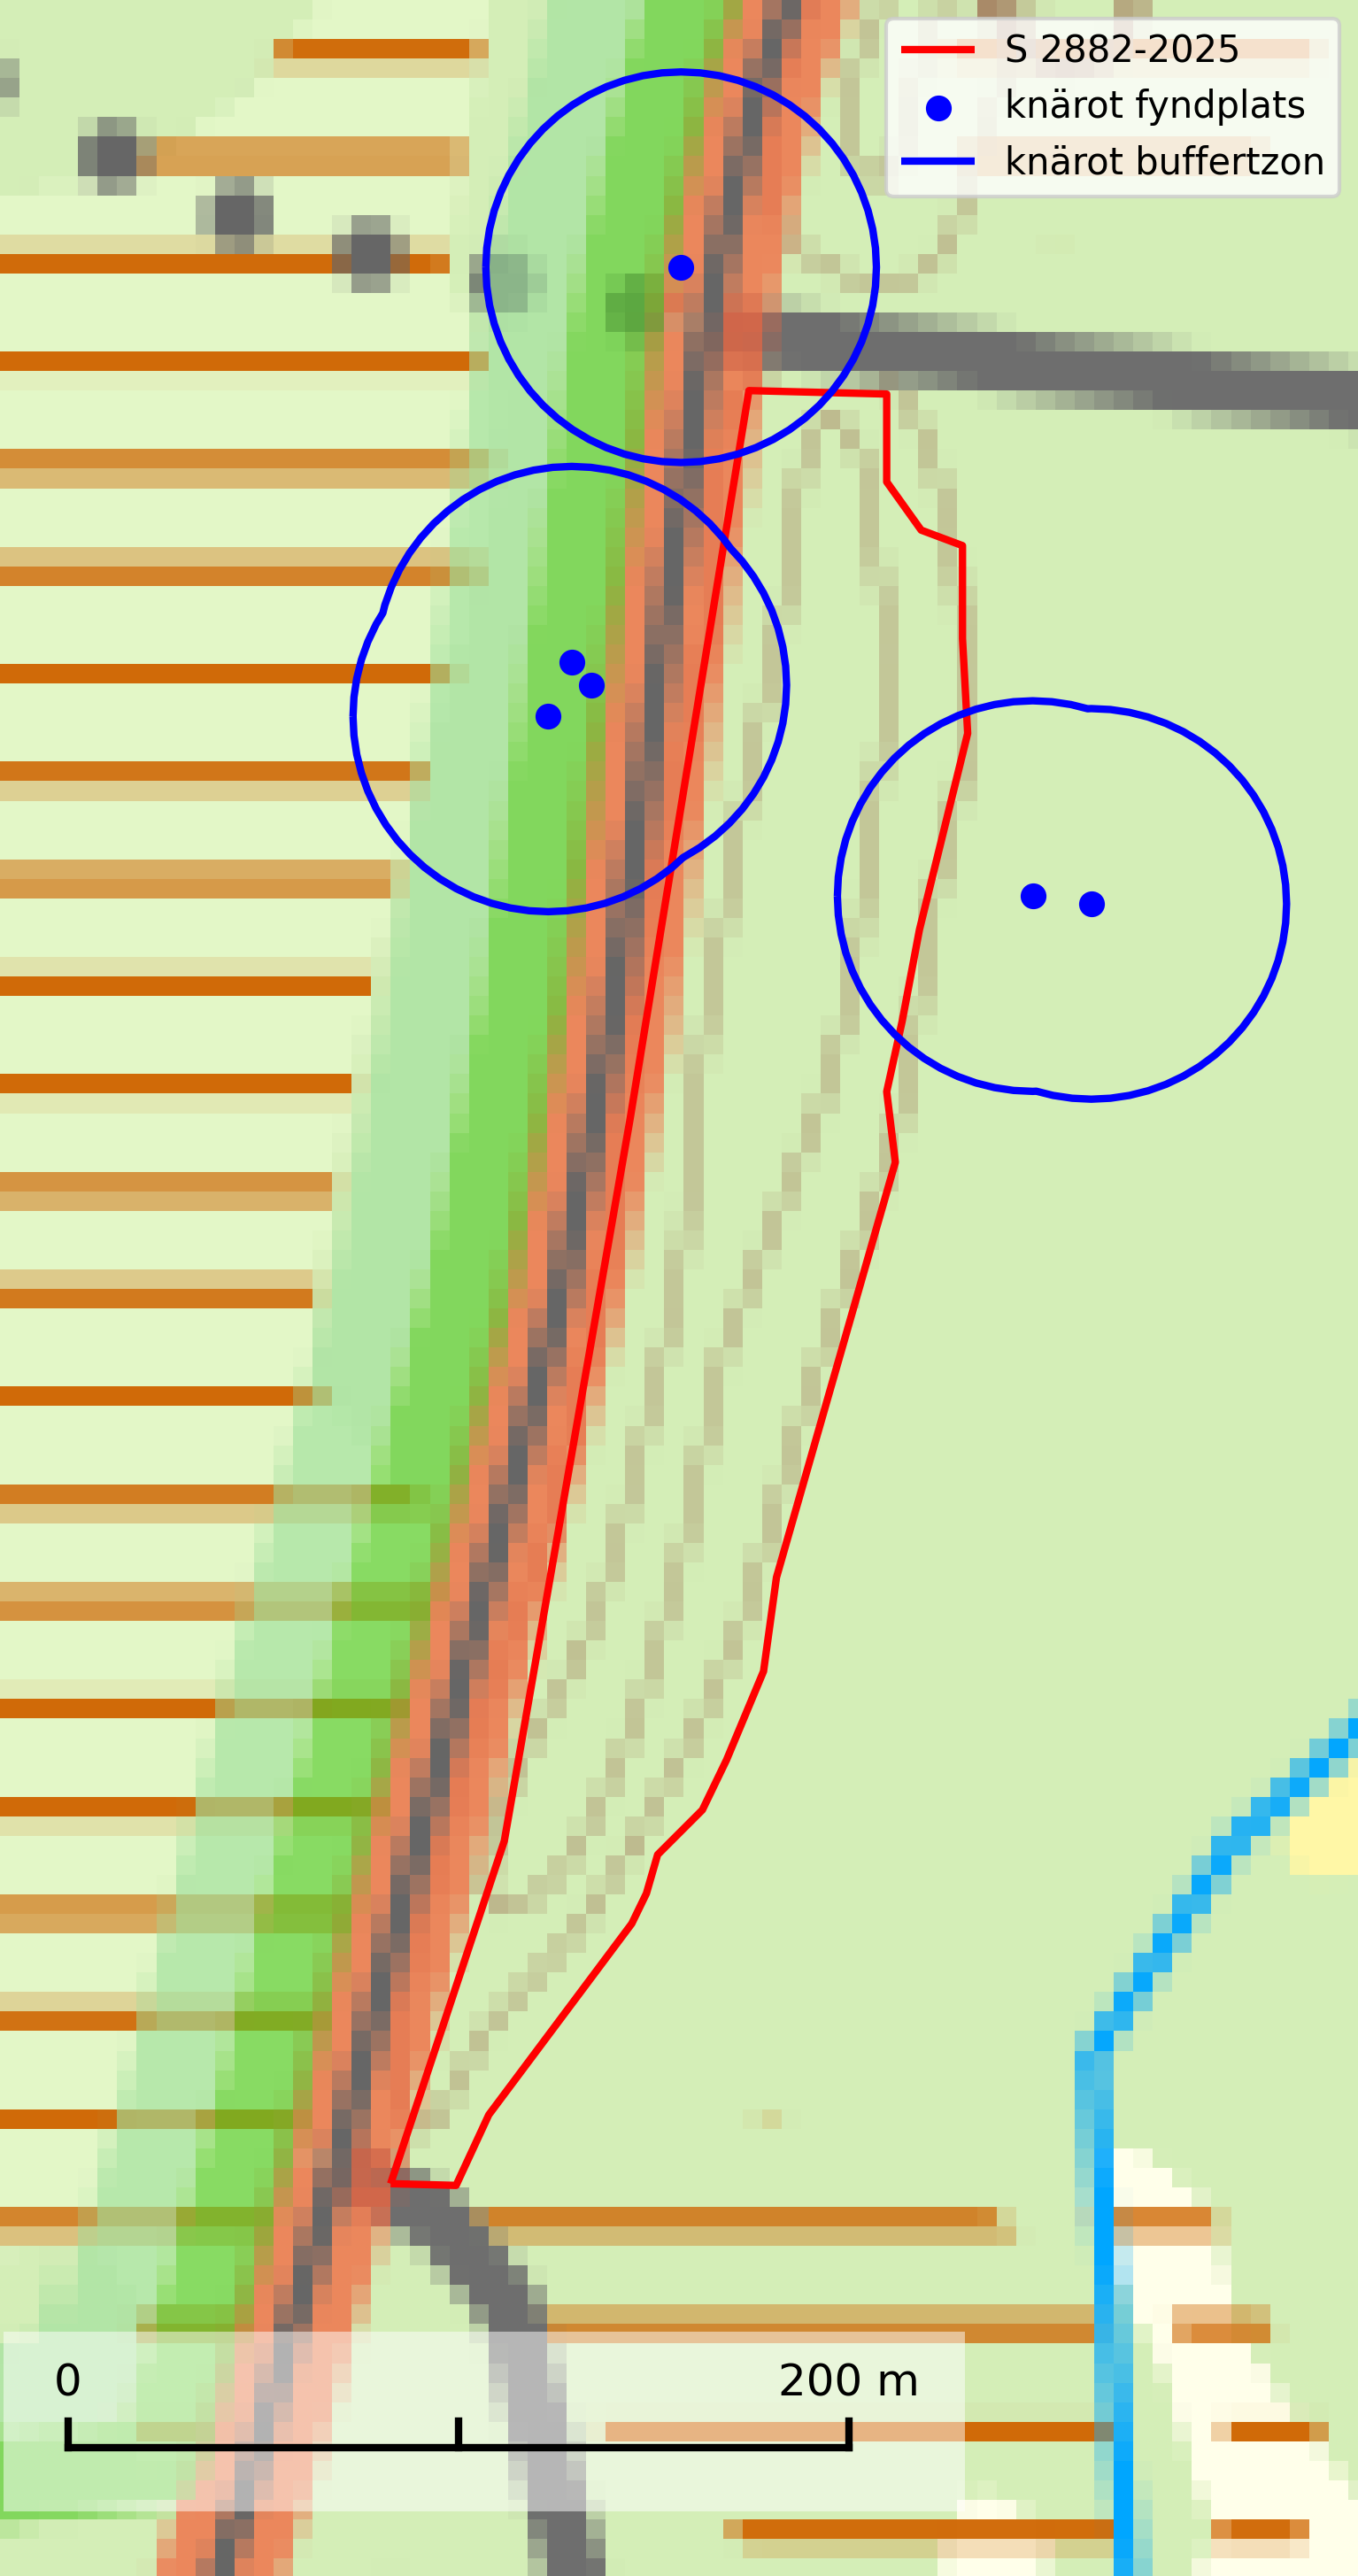 S 2882-2025
knärot fyndplats
knärot buffertzon
0 200 m